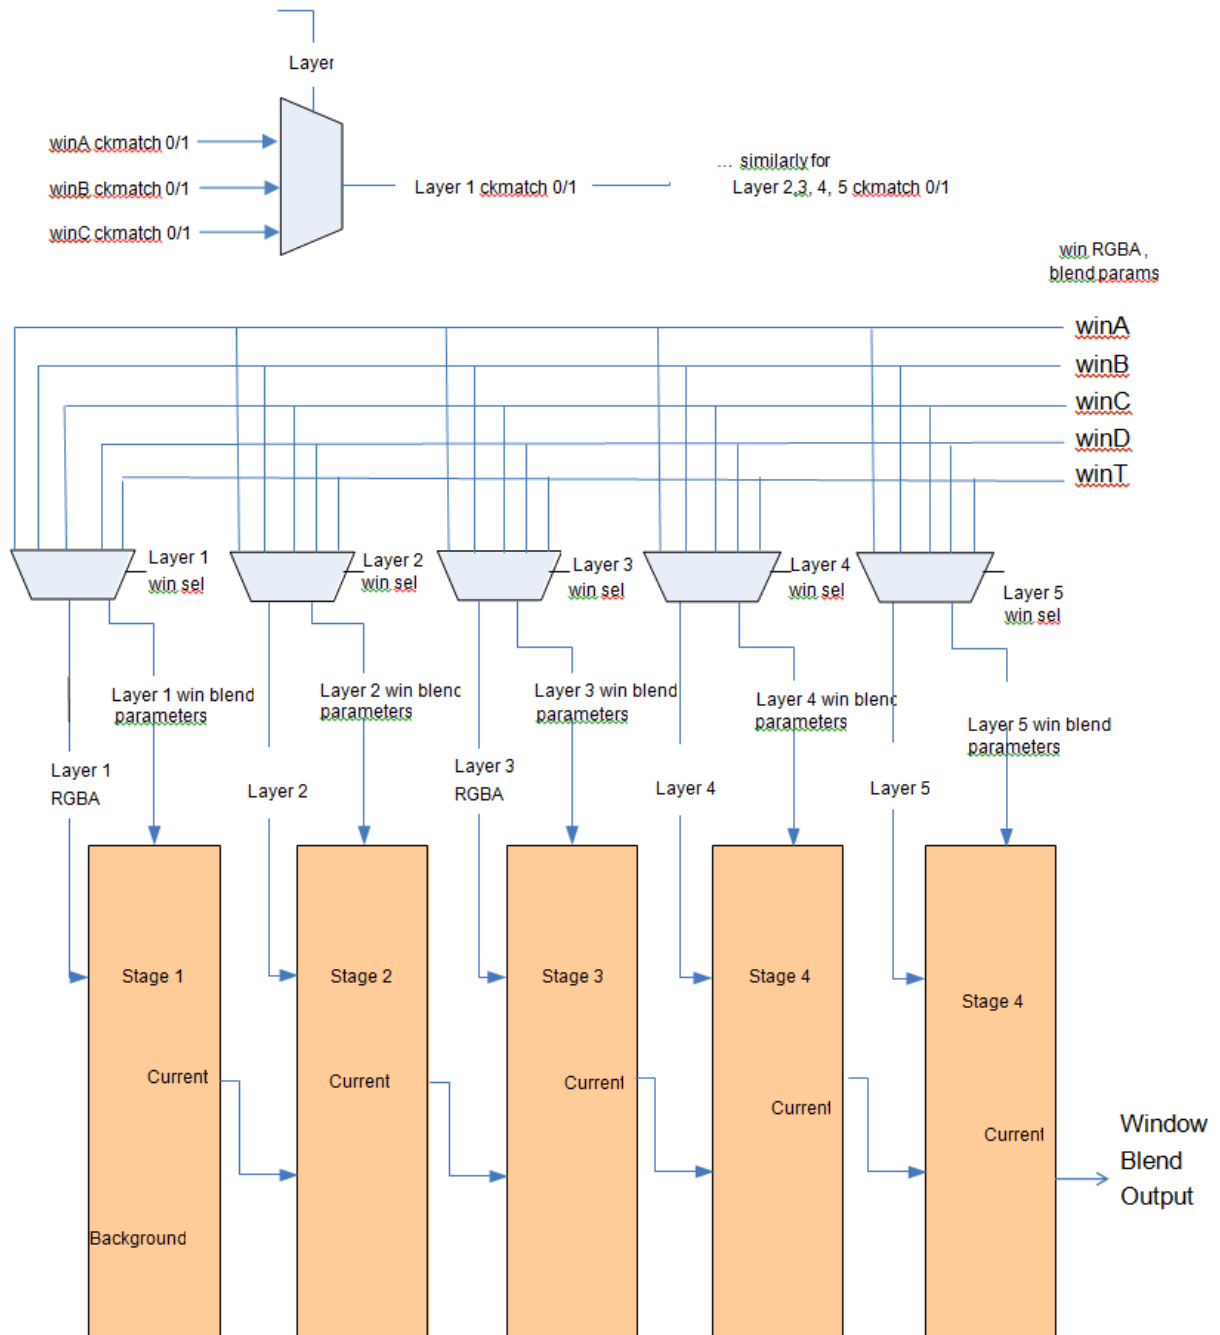 Layer
winA ckmatch 0/1
winB ckmatch 0/1
winC ckmatch 0/1
Layer 1 ckmatch 0/1
... similarly for
Layer 2,3, 4, 5 ckmatch 0/1
win RGBA ,
blend params
winA
winB
winC
winD
winT
Layer 1
win sel
Layer 2
win sel
Layer 3
win sel
Layer 4
win sel
Layer 5
win sel
Layer 1 win blend
parameters
Layer 2 win blend
parameters
Layer 3 win blend
parameters
Layer 4 win blend
parameters
Layer 5 win blend
parameters
Layer 1
RGBA
Layer 2
Layer 3
RGBA
Layer 4
Layer 5
Stage 1
Stage 2
Stage 3
Stage 4
Stage 4
Current
Current
Current
Current
Current
Background
Window
Blend
Output